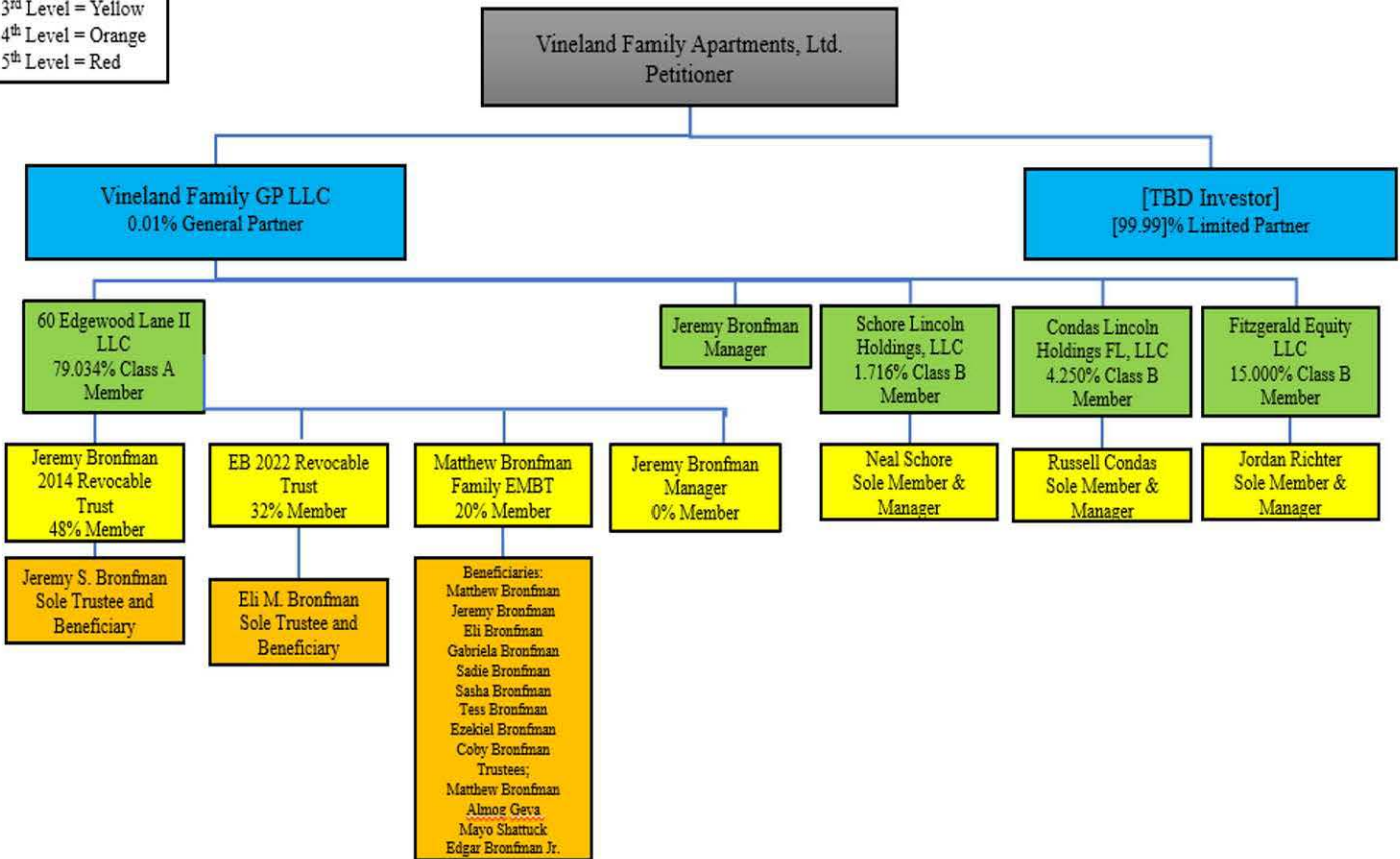 3rd Level = Yellow
4th Level = Orange
5th Level = Red
Vineland Family Apartments, Ltd.
Petitioner
Vineland Family GP LLC
0.01% General Partner
[TBD Investor]
[99.99]% Limited Partner
60 Edgewood Lane II
LLC
79.034% Class A
Member
Jeremy Bronfman
Manager
Schore Lincoln
Holdings, LLC
1.716% Class B
Member
Condas Lincoln
Holdings FL, LLC
4.250% Class B
Member
Fitzgerald Equity
LLC
15.000% Class B
Member
Jeremy Bronfman
2014 Revocable
Trust
48% Member
EB 2022 Revocable
Trust
32% Member
Matthew Bronfman
Family EMBT
20% Member
Jeremy Bronfman
Manager
0% Member
Neal Schore
Sole Member &
Manager
Russell Condas
Sole Member &
Manager
Jordan Richter
Sole Member &
Manager
Jeremy S. Bronfman
Sole Trustee and
Beneficiary
Eli M. Bronfman
Sole Trustee and
Beneficiary
Beneficiaries:
Matthew Bronfman
Jeremy Bronfman
Eli Bronfman
Gabriela Bronfman
Sadie Bronfman
Sasha Bronfman
Tess Bronfman
Ezekiel Bronfman
Coby Bronfman
Trustees;
Matthew Bronfman
Almog Geva
Mayo Shattuck
Edgar Bronfman Jr.